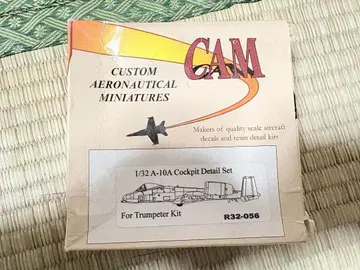 CAM
CUSTOM
AERONAUTICAL
MINIATURES
Makers of quality scale aircraft
decals and resin detail kits
1/32 A-10A Cockpit Detail Set
For Trumpeter Kit
R32-056